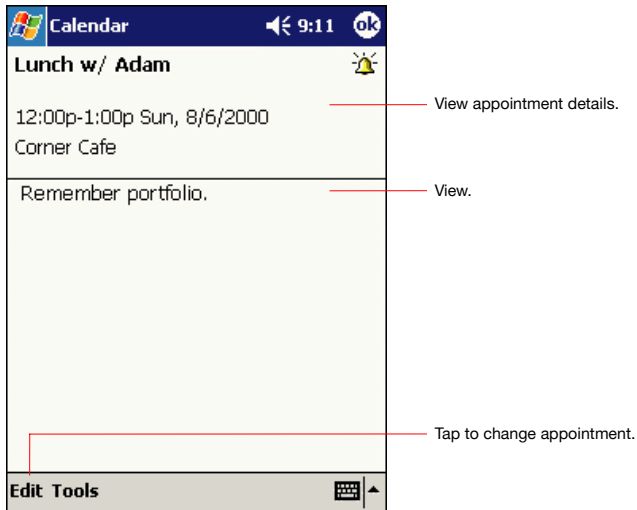 Calendar 9:11 ok
Lunch w/ Adam
12:00p-1:00p Sun, 8/6/2000
Corner Cafe
Remember portfolio.
Edit Tools
View appointment details.
View.
Tap to change appointment.